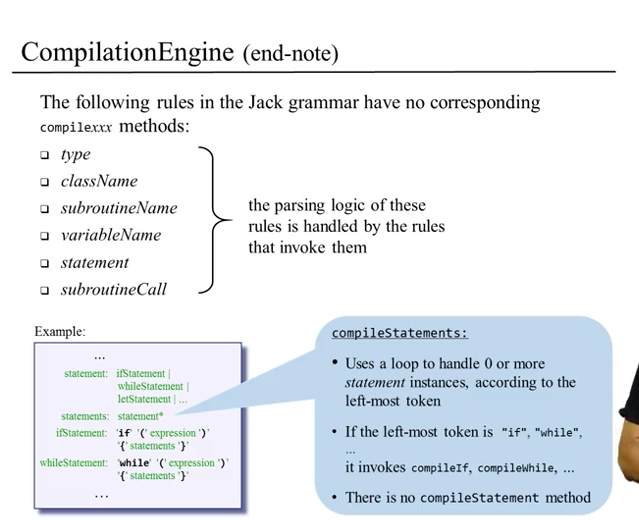 CompilationEngine (end-note)
The following rules in the Jack grammar have no corresponding
compilexxx methods:
❑ type
❑ className
❑ subroutineName
❑ variableName
❑ statement
❑ subroutineCall
the parsing logic of these
rules is handled by the rules
that invoke them
Example:
...
statement: ifStatement |
whileStatement |
letStatement | ...
statements: statement*
ifStatement: 'if' '(' expression ')'
'{' statements '}'
whileStatement: 'while' '(' expression ')'
'{' statements '}'
...
compileStatements:
• Uses a loop to handle 0 or more
statement instances, according to the
left-most token
• If the left-most token is "if", "while",
...
it invokes compileIf, compileWhile, ...
• There is no compileStatement method